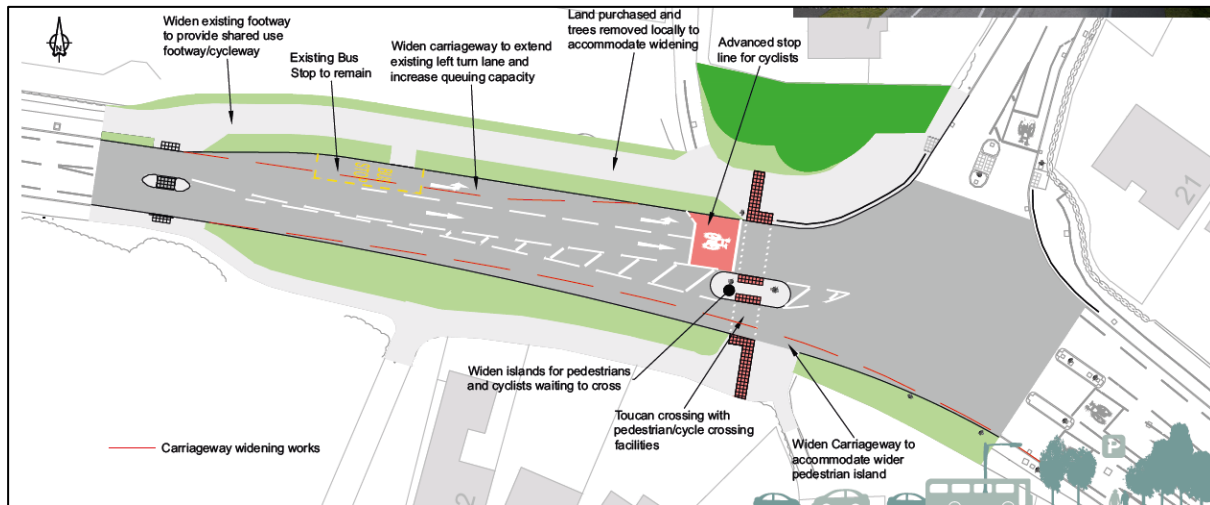 Widen existing footway
to provide shared use
footway/cycleway
Existing Bus
Stop to remain
Widen carriageway to extend
existing left turn lane and
increase queuing capacity
Land purchased and
trees removed locally to
accommodate widening
Advanced stop
line for cyclists
N
BUS
STOP
21
Widen islands for pedestrians
and cyclists waiting to cross
Toucan crossing with
pedestrian/cycle crossing
facilities
Widen Carriageway to
accommodate wider
pedestrian island
Carriageway widening works
2
P